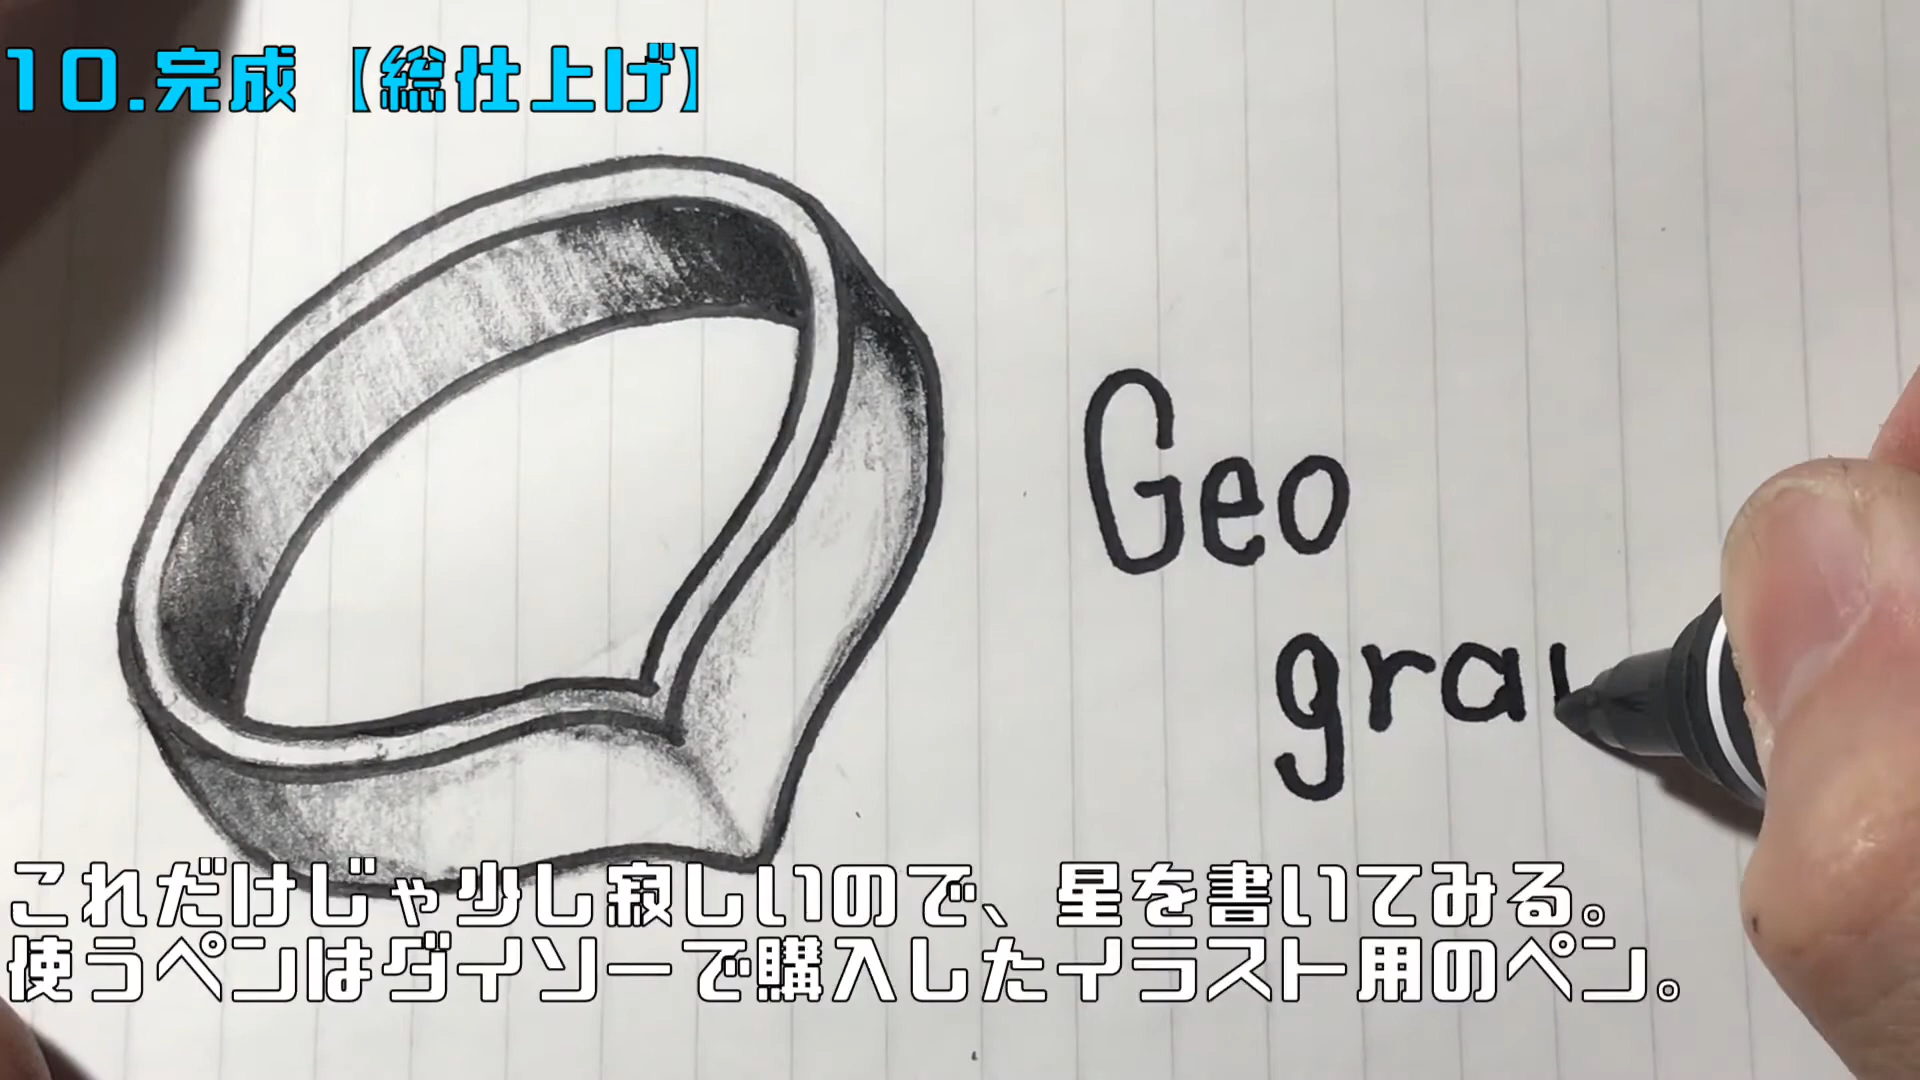 10.完成【総仕上げ】
Geo
gra
これだけじゃ少し寂しいので、星を書いてみる。
使うペンはダイソーで購入したイラスト用のペン。